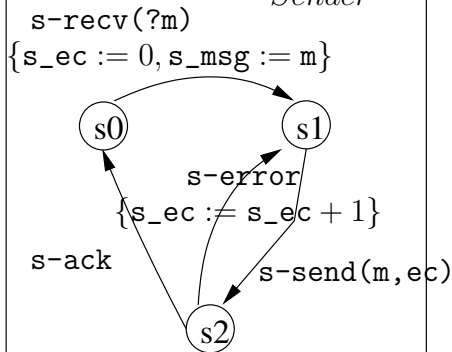 Sender
s-recv(?m)
{s_ec := 0, s_msg := m}
s0
s1
s-error
{s_ec := s_ec + 1}
s-ack
s-send(m,ec)
s2